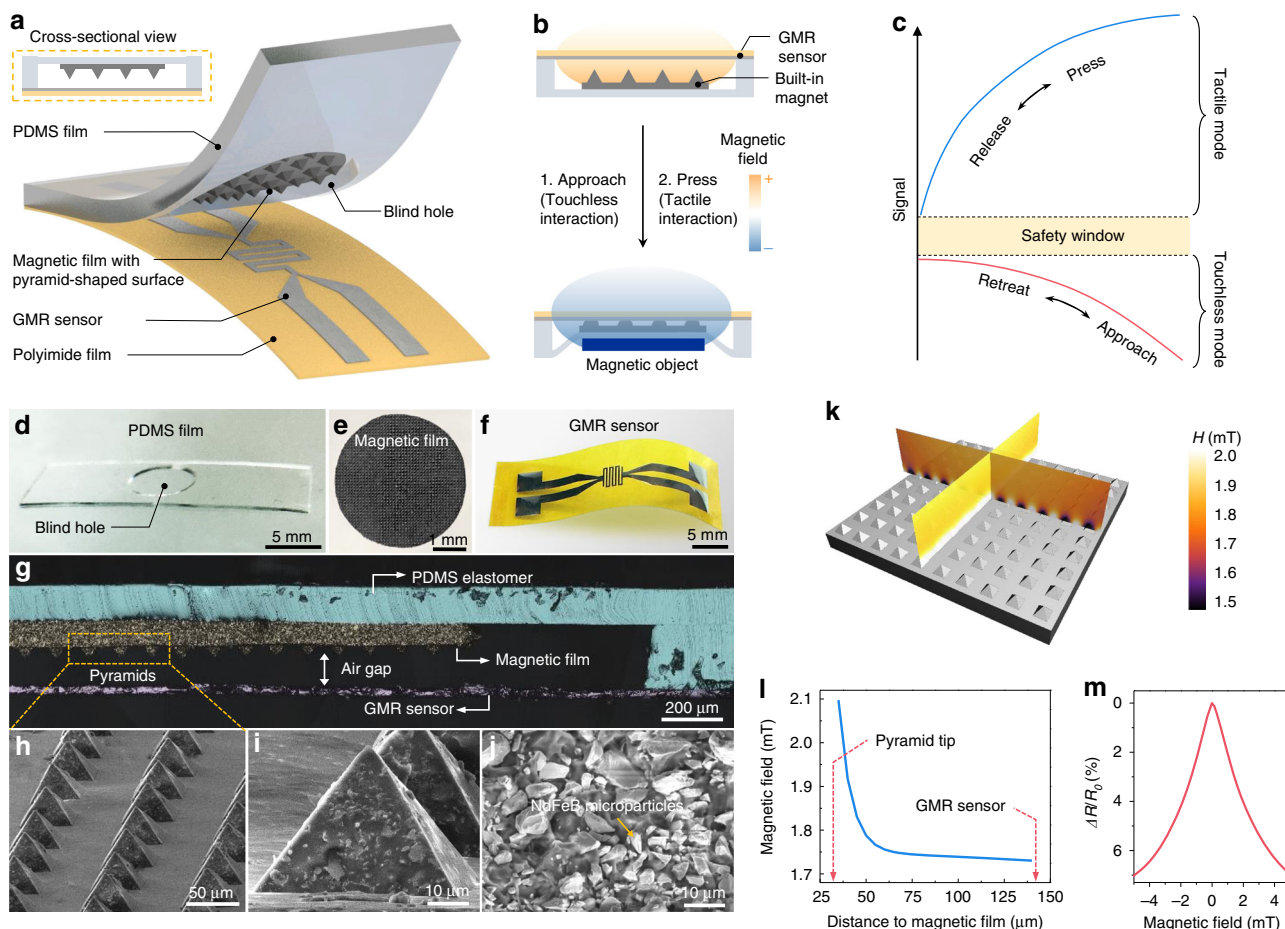 a
Cross-sectional view
PDMS film
Blind hole
Magnetic film with
pyramid-shaped surface
GMR sensor
Polyimide film
b
GMR
sensor
Built-in
magnet
Magnetic
field
+
–
1. Approach
(Touchless
interaction)
2. Press
(Tactile
interaction)
Magnetic object
c
Signal
Press
Release
Tactile mode
Safety window
Retreat
Approach
Touchless mode
d
PDMS film
Blind hole
5 mm
e
Magnetic film
1 mm
f
GMR sensor
5 mm
g
PDMS elastomer
Magnetic film
Air gap
Pyramids
GMR sensor
200 μm
h
50 μm
i
10 μm
j
NdFeB microparticles
10 μm
k
H (mT)
2.0
1.9
1.8
1.7
1.6
1.5
l
Magnetic field (mT)
2.1
2.0
1.9
1.8
1.7
Pyramid tip
GMR sensor
25 50 75 100 125 150
Distance to magnetic film (μm)
m
ΔR/R0 (%)
0
2
4
6
−4 −2 0 2 4
Magnetic field (mT)